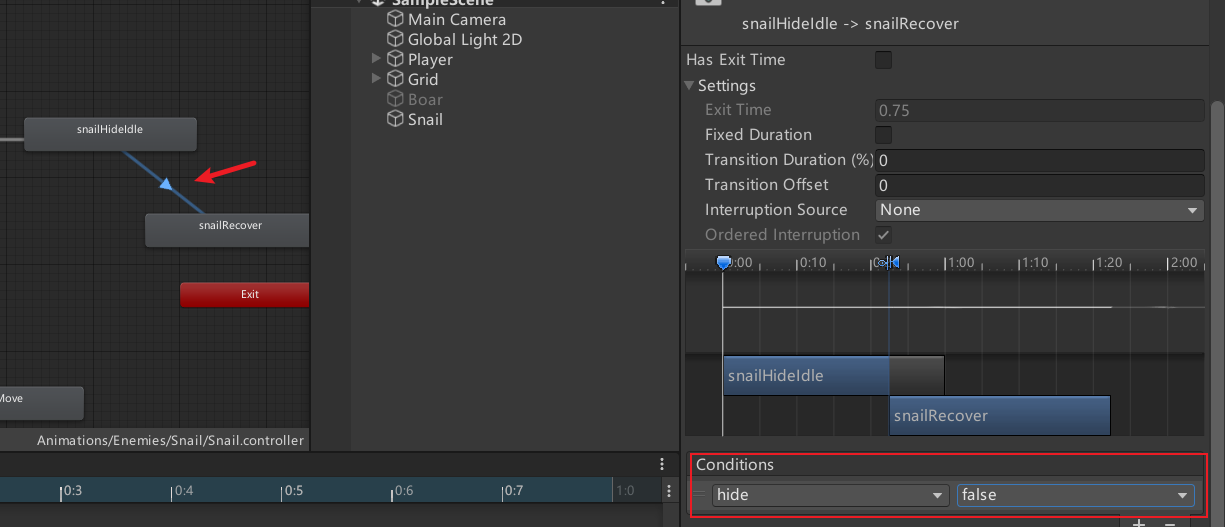 SampleScene
Main Camera
Global Light 2D
Player
Grid
Boar
Snail
snailHideIdle
snailRecover
Exit
Move
Animations/Enemies/Snail/Snail.controller
0:3
0:4
0:5
0:6
0:7
1:0
snailHideIdle -> snailRecover
Has Exit Time
Settings
Exit Time 0.75
Fixed Duration
Transition Duration (%) 0
Transition Offset 0
Interruption Source None
Ordered Interruption
0:00 0:10 1:00 1:10 1:20 2:00
snailHideIdle
snailRecover
Conditions
hide false